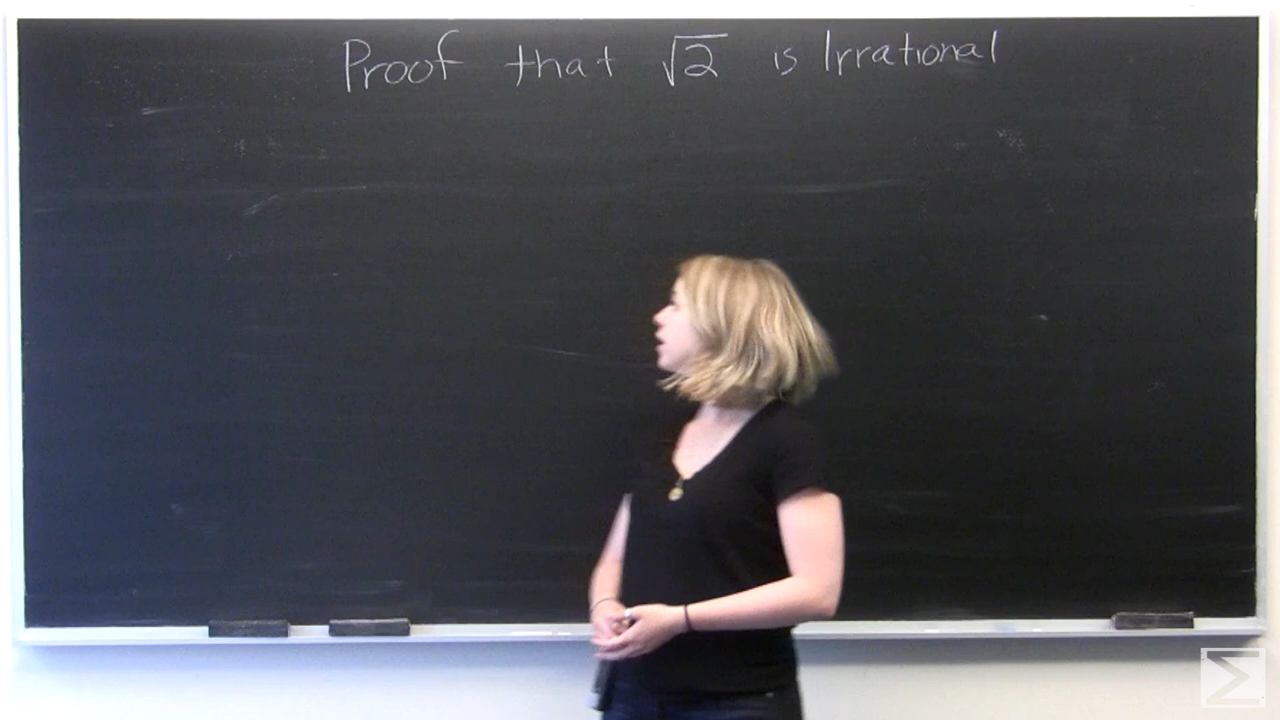 Proof that √2 is Irrational
Σ